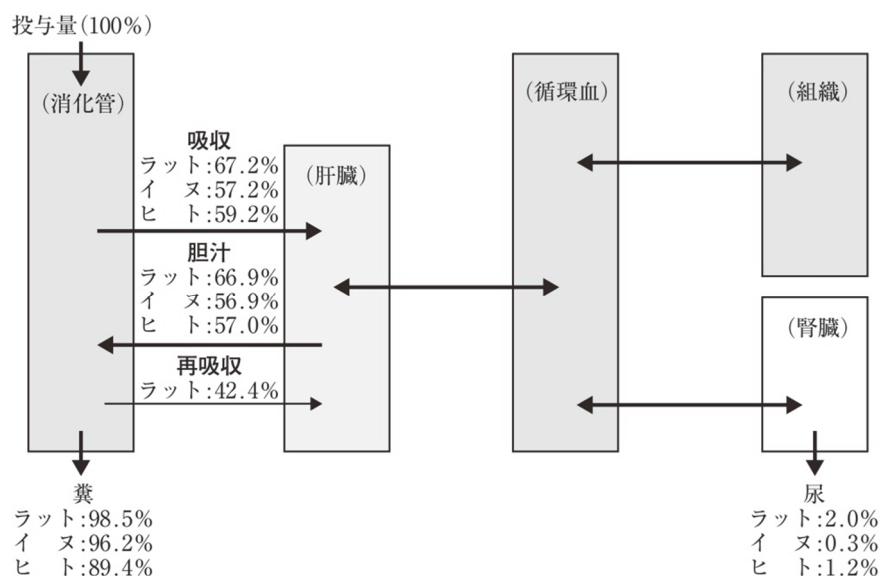 投与量(100%)
(消化管)
吸収
ラット:67.2%
イ　ヌ:57.2%
ヒ　ト:59.2%
胆汁
ラット:66.9%
イ　ヌ:56.9%
ヒ　ト:57.0%
再吸収
ラット:42.4%
(肝臓)
(循環血)
(組織)
(腎臓)
糞
ラット:98.5%
イ　ヌ:96.2%
ヒ　ト:89.4%
尿
ラット:2.0%
イ　ヌ:0.3%
ヒ　ト:1.2%